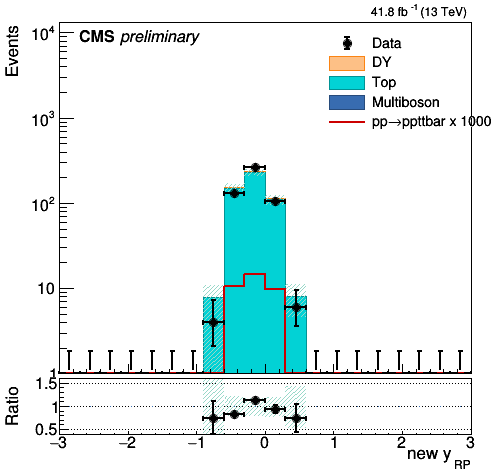 41.8 fb⁻¹ (13 TeV)
CMS preliminary
Events
Data
DY
Top
Multiboson
pp→ppttbar x 1000
10⁴
10³
10²
10
1
Ratio
1.5
1
0.5
−3 −2 −1 0 1 2 3
new y_RP